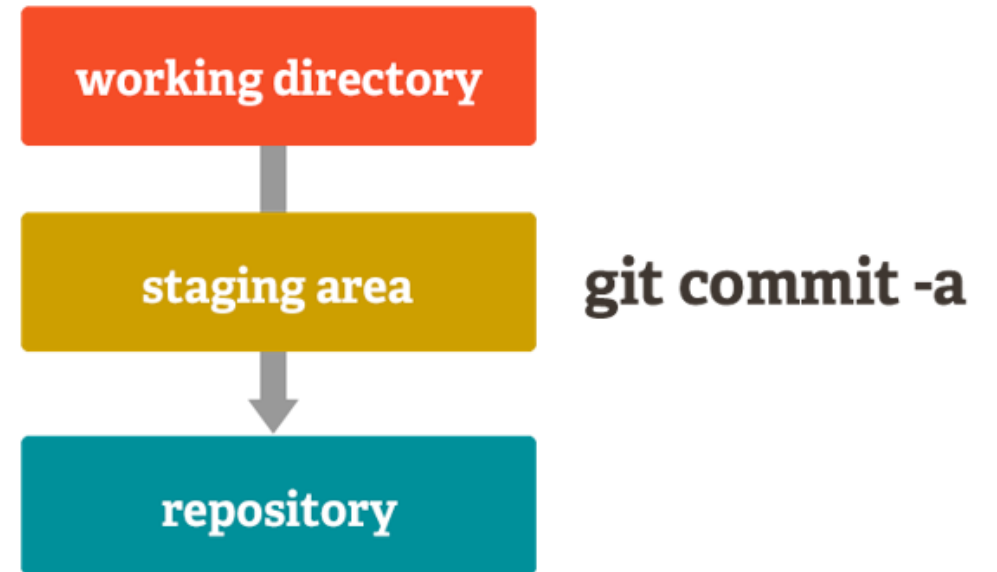 working directory
staging area
git commit -a
repository